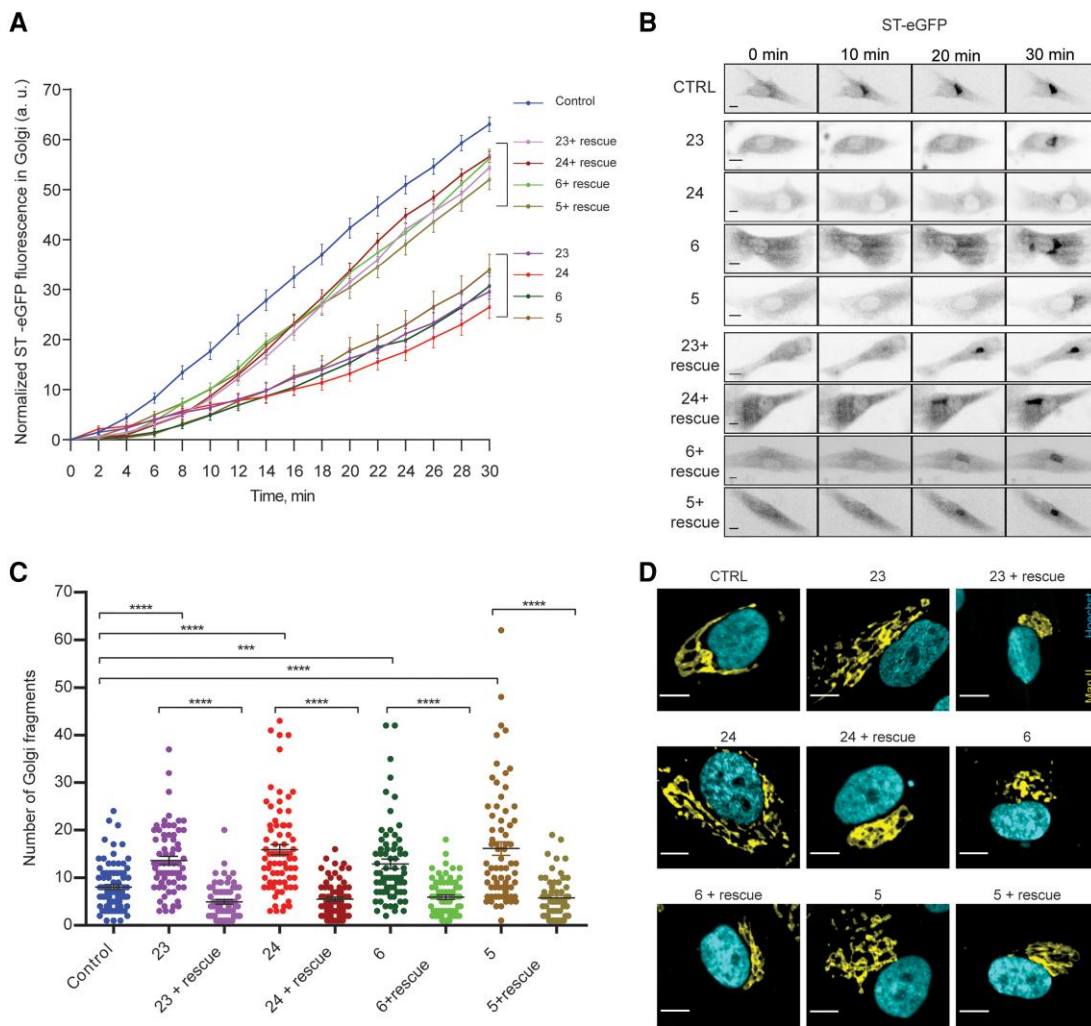 A
Normalized ST -eGFP fluorescence in Golgi (a. u.)
70
60
50
40
30
20
10
0
0 2 4 6 8 10 12 14 16 18 20 22 24 26 28 30
Time, min
Control
23+ rescue
24+ rescue
6+ rescue
5+ rescue
23
24
6
5
B
ST-eGFP
0 min 10 min 20 min 30 min
CTRL
23
24
6
5
23+
rescue
24+
rescue
6+
rescue
5+
rescue
C
Number of Golgi fragments
70
60
50
40
30
20
10
0
****
****
****
***
****
**** **** ****
Control 23 23 + rescue 24 24 + rescue 6 6+rescue 5 5+rescue
D
CTRL 23 23 + rescue
Man II Hoechst
24 24 + rescue 6
6 + rescue 5 5 + rescue